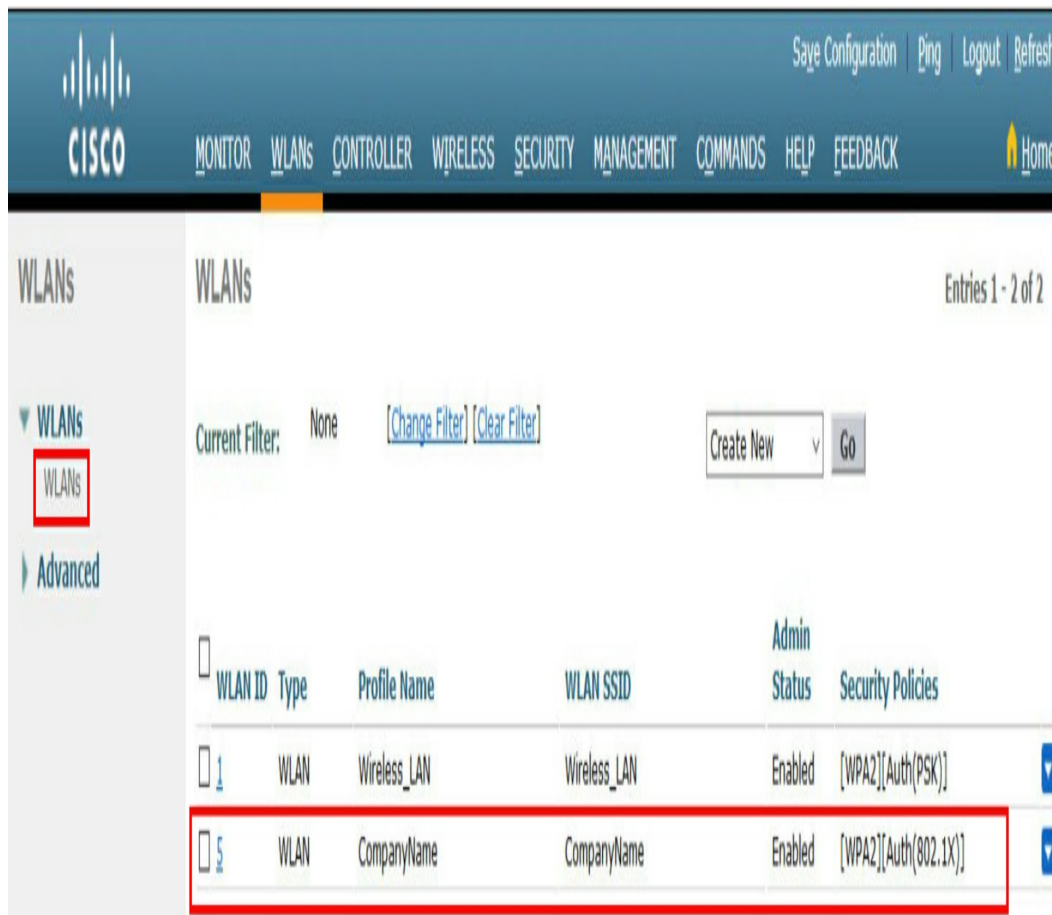 Save Configuration | Ping | Logout | Refresh
CISCO
MONITOR WLANs CONTROLLER WIRELESS SECURITY MANAGEMENT COMMANDS HELP FEEDBACK Home
WLANs
WLANs
Entries 1 - 2 of 2
WLANs
WLANs
Advanced
Current Filter: None [Change Filter] [Clear Filter] Create New Go
WLAN ID Type Profile Name WLAN SSID Admin Status Security Policies
1 WLAN Wireless_LAN Wireless_LAN Enabled [WPA2][Auth(PSK)]
5 WLAN CompanyName CompanyName Enabled [WPA2][Auth(802.1X)]